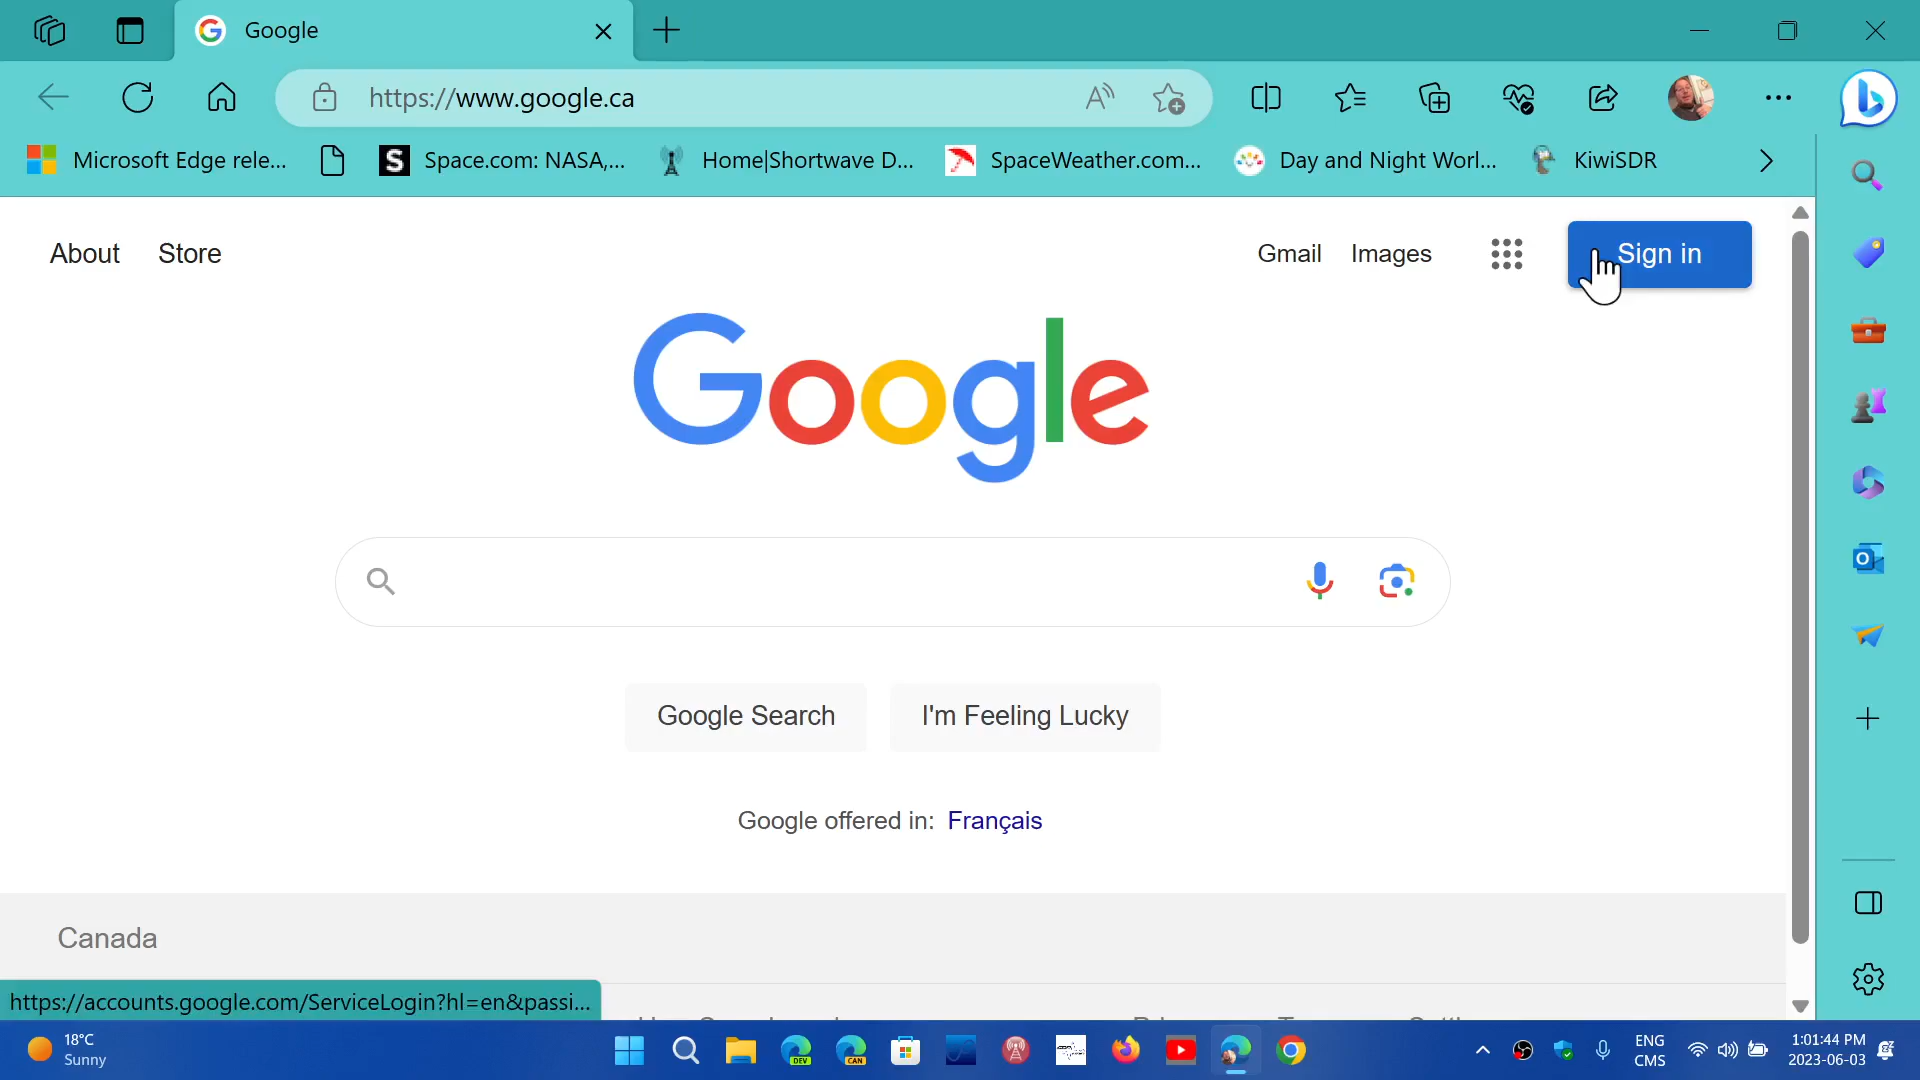 Google
https://www.google.ca
Microsoft Edge rele...
Space.com: NASA,...
Home|Shortwave D...
SpaceWeather.com...
Day and Night Worl...
KiwiSDR
About
Store
Gmail
Images
Sign in
Google
Google Search
I'm Feeling Lucky
Google offered in: Français
Canada
https://accounts.google.com/ServiceLogin?hl=en&passi...
18°C
Sunny
DEV
CAN
ENG
CMS
1:01:44 PM
2023-06-03